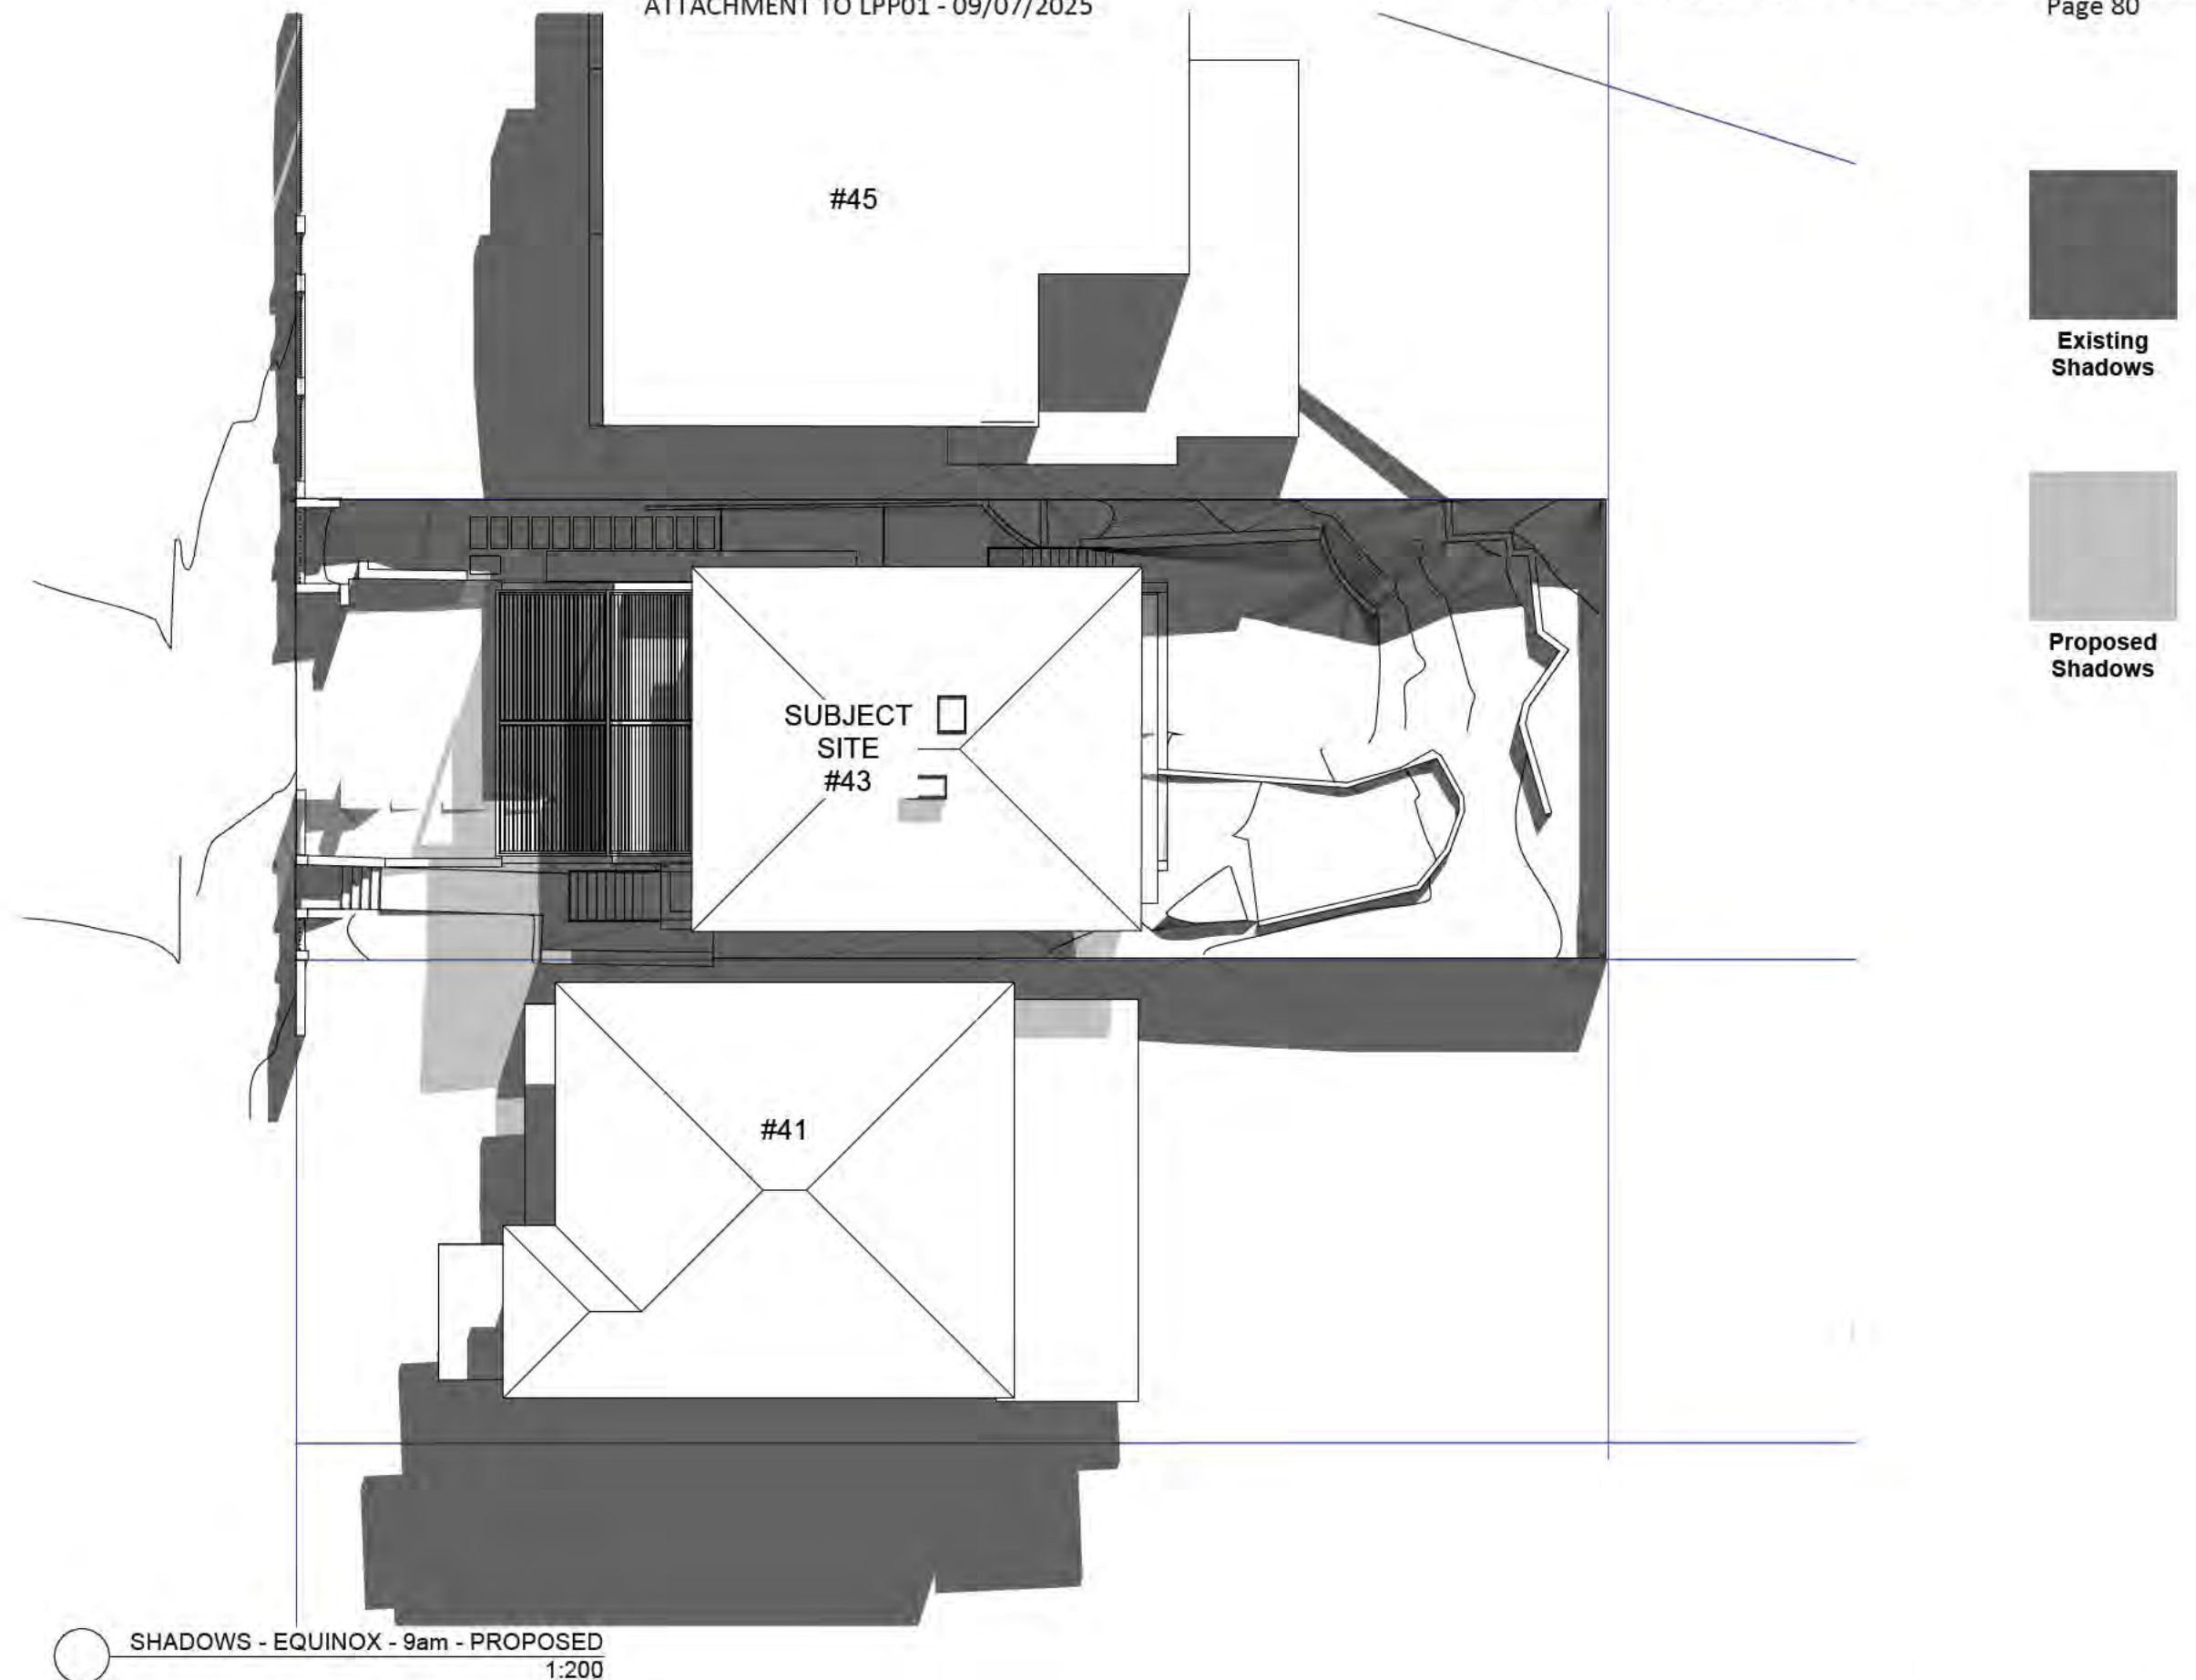 ATTACHMENT TO LPP01 - 09/07/2025
Page 80
#45
Existing
Shadows
Proposed
Shadows
SUBJECT
SITE
#43
#41
SHADOWS - EQUINOX - 9am - PROPOSED
1:200